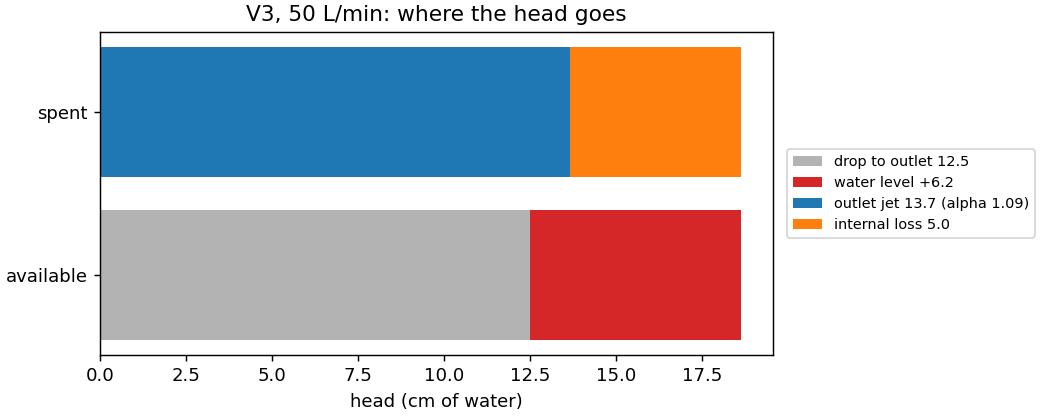 V3, 50 L/min: where the head goes
spent
available
0.0 2.5 5.0 7.5 10.0 12.5 15.0 17.5
head (cm of water)
drop to outlet 12.5
water level +6.2
outlet jet 13.7 (alpha 1.09)
internal loss 5.0